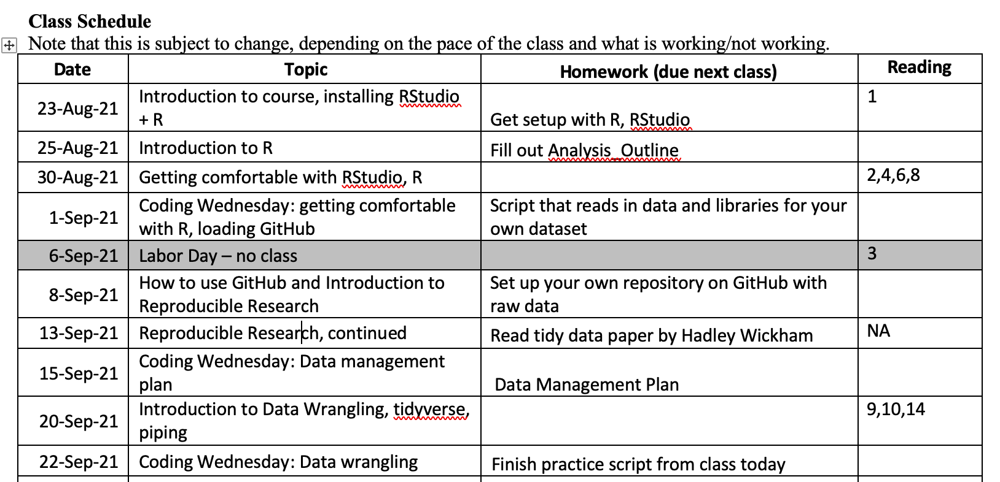 Class Schedule
Note that this is subject to change, depending on the pace of the class and what is working/not working.
Date Topic Homework (due next class) Reading
23-Aug-21 Introduction to course, installing RStudio
+ R Get setup with R, RStudio 1
25-Aug-21 Introduction to R Fill out Analysis_Outline
30-Aug-21 Getting comfortable with RStudio, R 2,4,6,8
1-Sep-21 Coding Wednesday: getting comfortable
with R, loading GitHub Script that reads in data and libraries for your
own dataset
6-Sep-21 Labor Day – no class 3
8-Sep-21 How to use GitHub and Introduction to
Reproducible Research Set up your own repository on GitHub with
raw data
13-Sep-21 Reproducible Research, continued Read tidy data paper by Hadley Wickham NA
15-Sep-21 Coding Wednesday: Data management
plan Data Management Plan
20-Sep-21 Introduction to Data Wrangling, tidyverse,
piping 9,10,14
22-Sep-21 Coding Wednesday: Data wrangling Finish practice script from class today